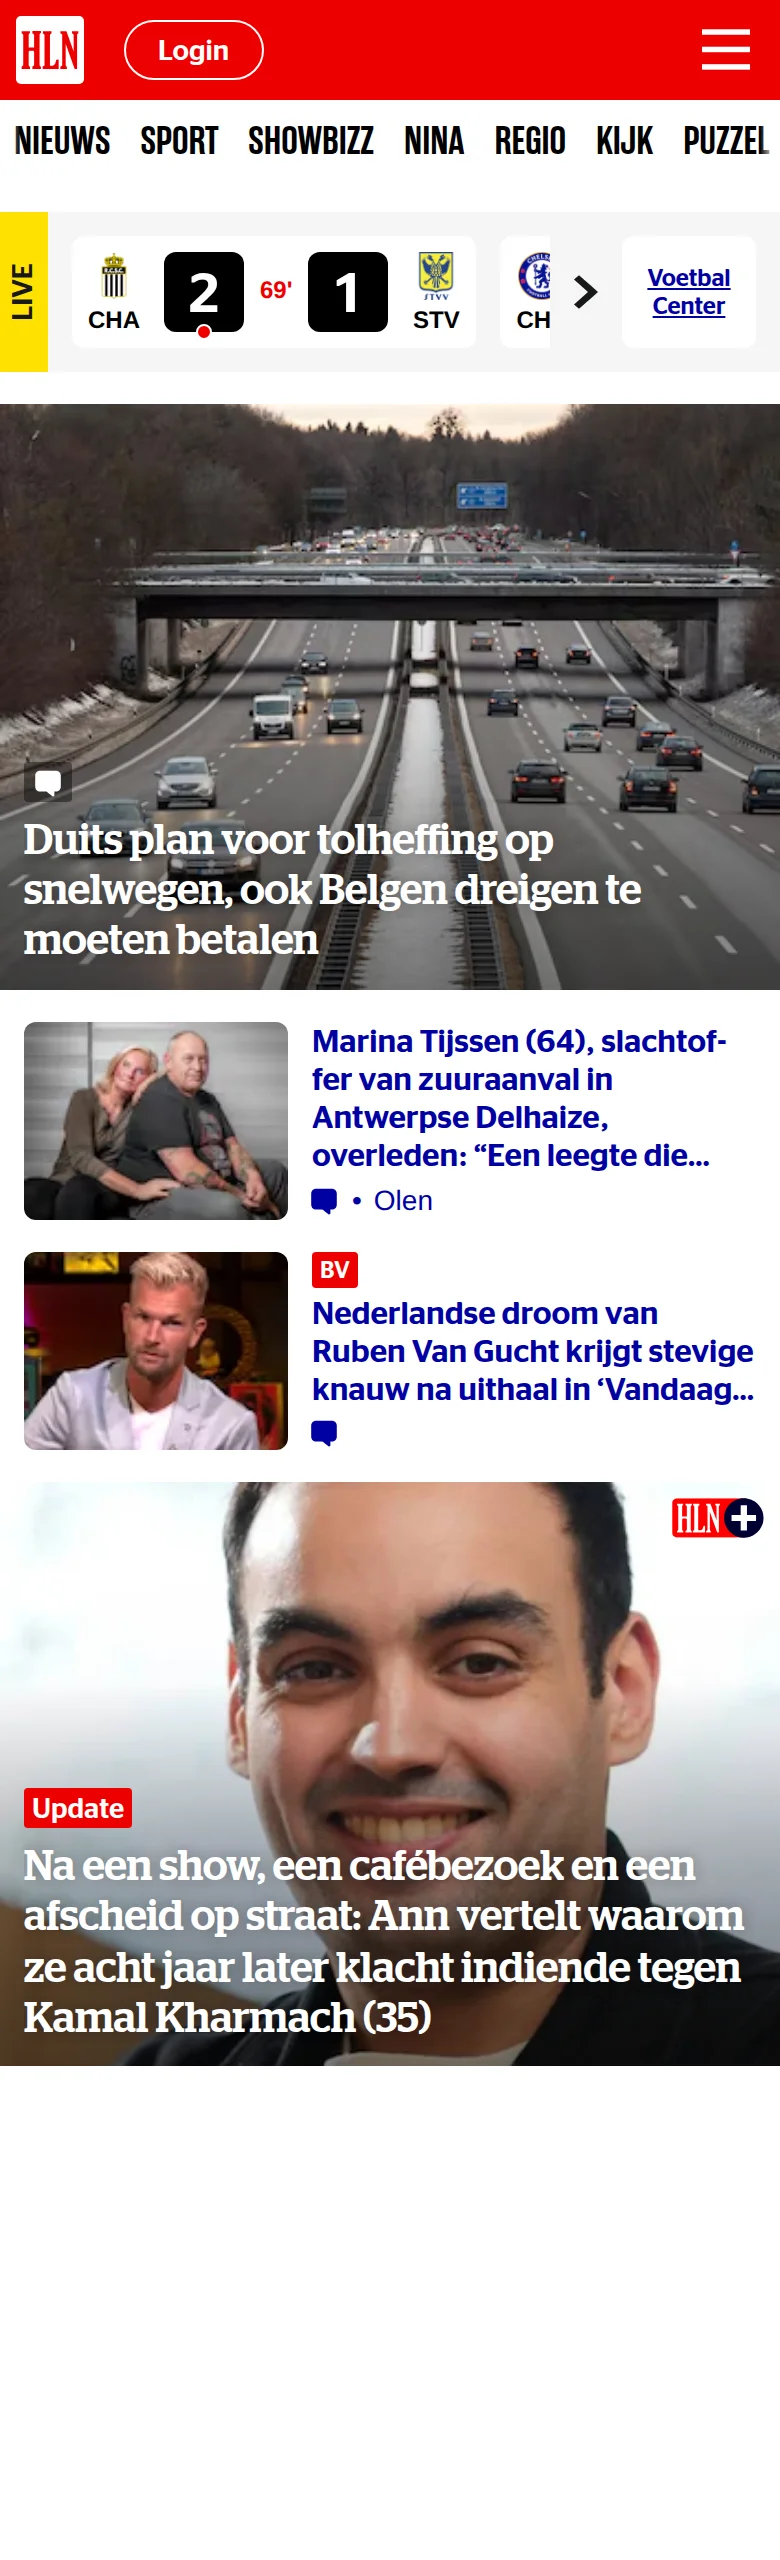 HLN
Login
NIEUWS SPORT SHOWBIZZ NINA REGIO KIJK PUZZEL
LIVE
CHA
2
69'
1
STVV
STV
CH
Voetbal
Center
Duits plan voor tolheffing op
snelwegen, ook Belgen dreigen te
moeten betalen
Marina Tijssen (64), slachtof-
fer van zuuraanval in
Antwerpse Delhaize,
overleden: “Een leegte die...
• Olen
BV
Nederlandse droom van
Ruben Van Gucht krijgt stevige
knauw na uithaal in ‘Vandaag...
HLN+
Update
Na een show, een cafébezoek en een
afscheid op straat: Ann vertelt waarom
ze acht jaar later klacht indiende tegen
Kamal Kharmach (35)